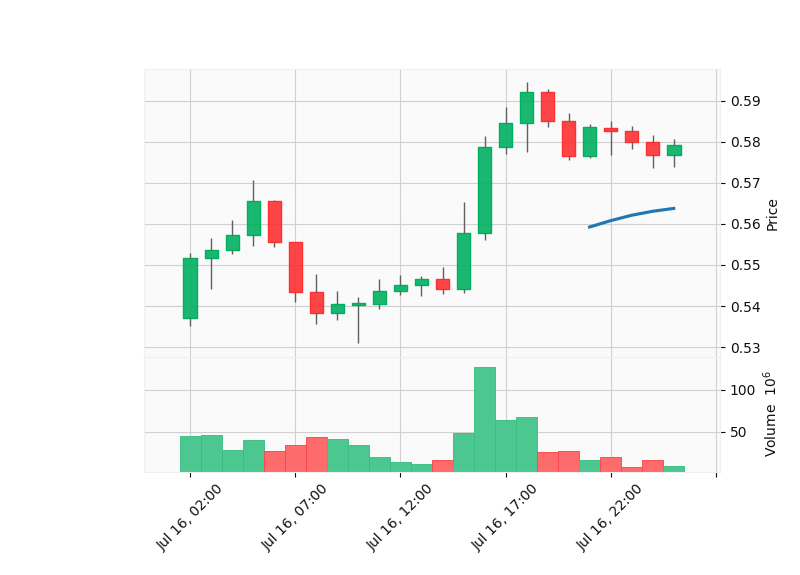 0.59
0.58
0.57
0.56
0.55
0.54
0.53
Price
100
50
Volume 10⁶
Jul 16, 02:00
Jul 16, 07:00
Jul 16, 12:00
Jul 16, 17:00
Jul 16, 22:00